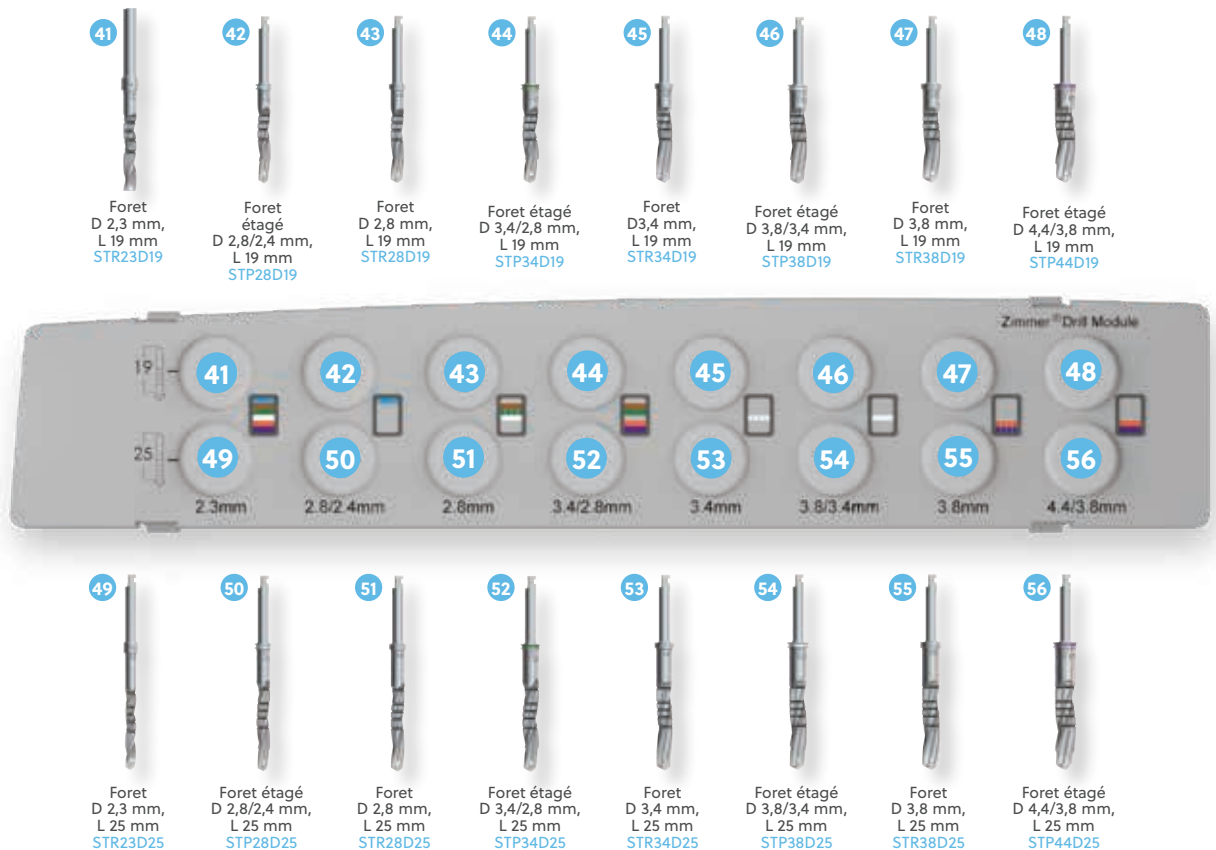 41
42
43
44
45
46
47
48
Foret
D 2,3 mm,
L 19 mm
STR23D19
Foret
étagé
D 2,8/2,4 mm,
L 19 mm
STP28D19
Foret
D 2,8 mm,
L 19 mm
STR28D19
Foret étagé
D 3,4/2,8 mm,
L 19 mm
STP34D19
Foret
D3,4 mm,
L 19 mm
STR34D19
Foret étagé
D 3,8/3,4 mm,
L 19 mm
STP38D19
Foret
D 3,8 mm,
L 19 mm
STR38D19
Foret étagé
D 4,4/3,8 mm,
L 19 mm
STP44D19
Zimmer® Drill Module
19
41
42
43
44
45
46
47
48
25
49
50
51
52
53
54
55
56
2.3mm
2.8/2.4mm
2.8mm
3.4/2.8mm
3.4mm
3.8/3.4mm
3.8mm
4.4/3.8mm
49
50
51
52
53
54
55
56
Foret
D 2,3 mm,
L 25 mm
STR23D25
Foret étagé
D 2,8/2,4 mm,
L 25 mm
STP28D25
Foret
D 2,8 mm,
L 25 mm
STR28D25
Foret étagé
D 3,4/2,8 mm,
L 25 mm
STP34D25
Foret
D 3,4 mm,
L 25 mm
STR34D25
Foret étagé
D 3,8/3,4 mm,
L 25 mm
STP38D25
Foret
D 3,8 mm,
L 25 mm
STR38D25
Foret étagé
D 4,4/3,8 mm,
L 25 mm
STP44D25